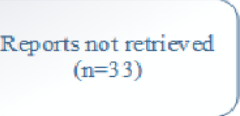 Reports not retrieved
(n=33)